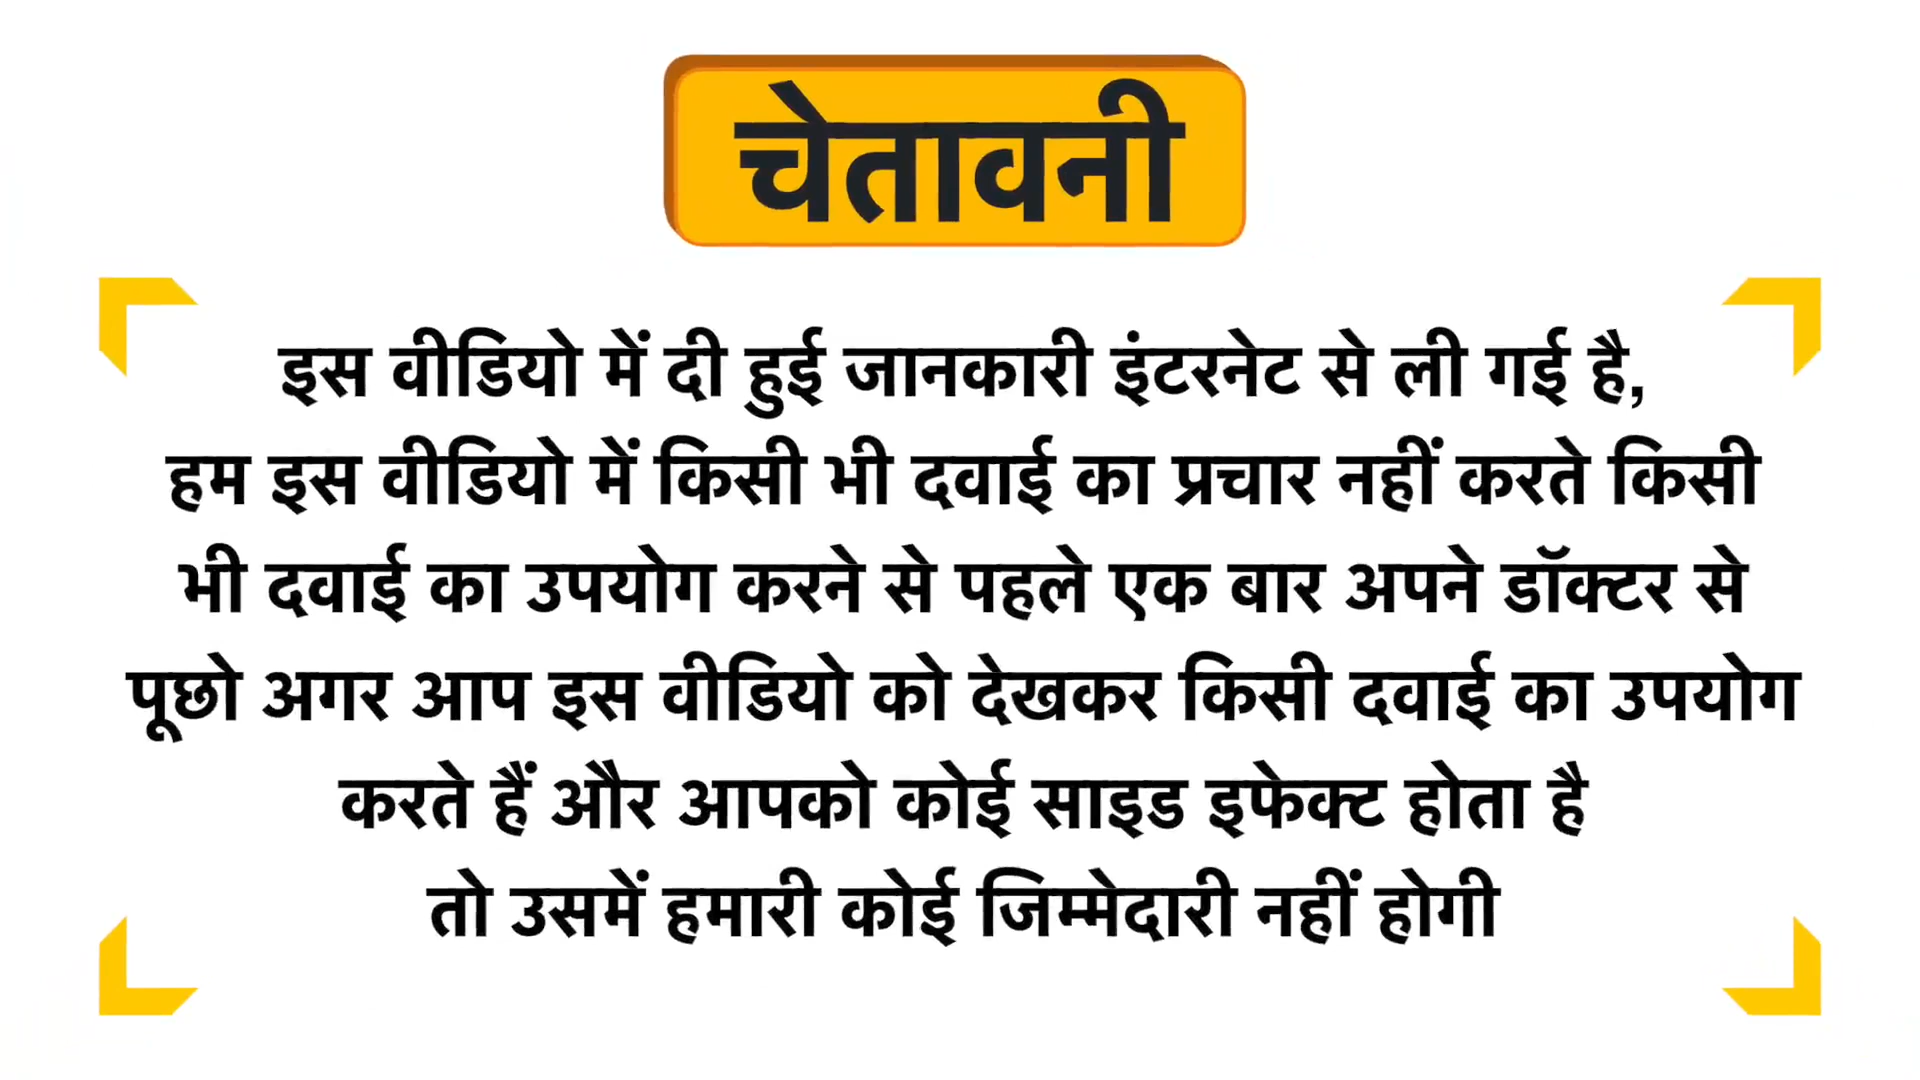 चेतावनी
इस वीडियो में दी हुई जानकारी इंटरनेट से ली गई है,
हम इस वीडियो में किसी भी दवाई का प्रचार नहीं करते किसी
भी दवाई का उपयोग करने से पहले एक बार अपने डॉक्टर से
पूछो अगर आप इस वीडियो को देखकर किसी दवाई का उपयोग
करते हैं और आपको कोई साइड इफेक्ट होता है
तो उसमें हमारी कोई जिम्मेदारी नहीं होगी